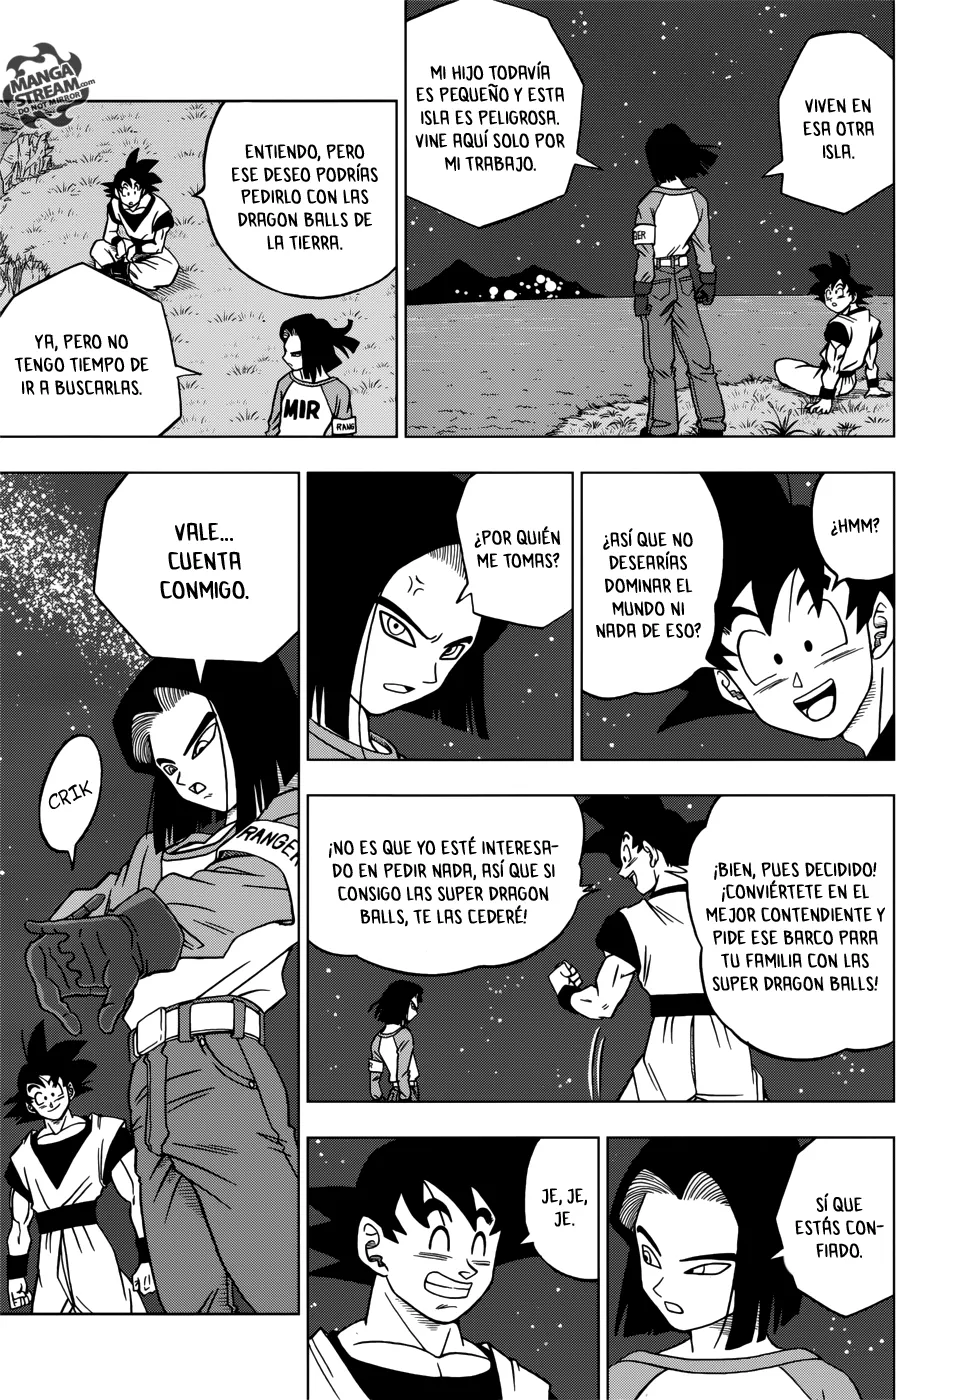 VIVEN EN
ESA OTRA
ISLA.
MI HIJO TODAVÍA
ES PEQUEÑO Y ESTA
ISLA ES PELIGROSA.
VINE AQUÍ SOLO POR
MI TRABAJO.
GER
MANGA
STREAM.com
DO NOT MIRROR
ENTIENDO, PERO
ESE DESEO PODRÍAS
PEDIRLO CON LAS
DRAGON BALLS DE
LA TIERRA.
YA, PERO NO
TENGO TIEMPO DE
IR A BUSCARLAS.
MIR
RANG
¿HMM?
¿ASÍ QUE NO
DESEARÍAS
DOMINAR EL
MUNDO NI
NADA DE ESO?
¿POR QUIÉN
ME TOMAS?
¡BIEN, PUES DECIDIDO!
¡CONVIÉRTETE EN EL
MEJOR CONTENDIENTE Y
PIDE ESE BARCO PARA
TU FAMILIA CON LAS
SUPER DRAGON BALLS!
¡NO ES QUE YO ESTÉ INTERESA-
DO EN PEDIR NADA, ASÍ QUE SI
CONSIGO LAS SUPER DRAGON
BALLS, TE LAS CEDERÉ!
SÍ QUE
ESTÁS CON-
FIADO.
JE, JE,
JE.
VALE...
CUENTA
CONMIGO.
CRIK
RANGER